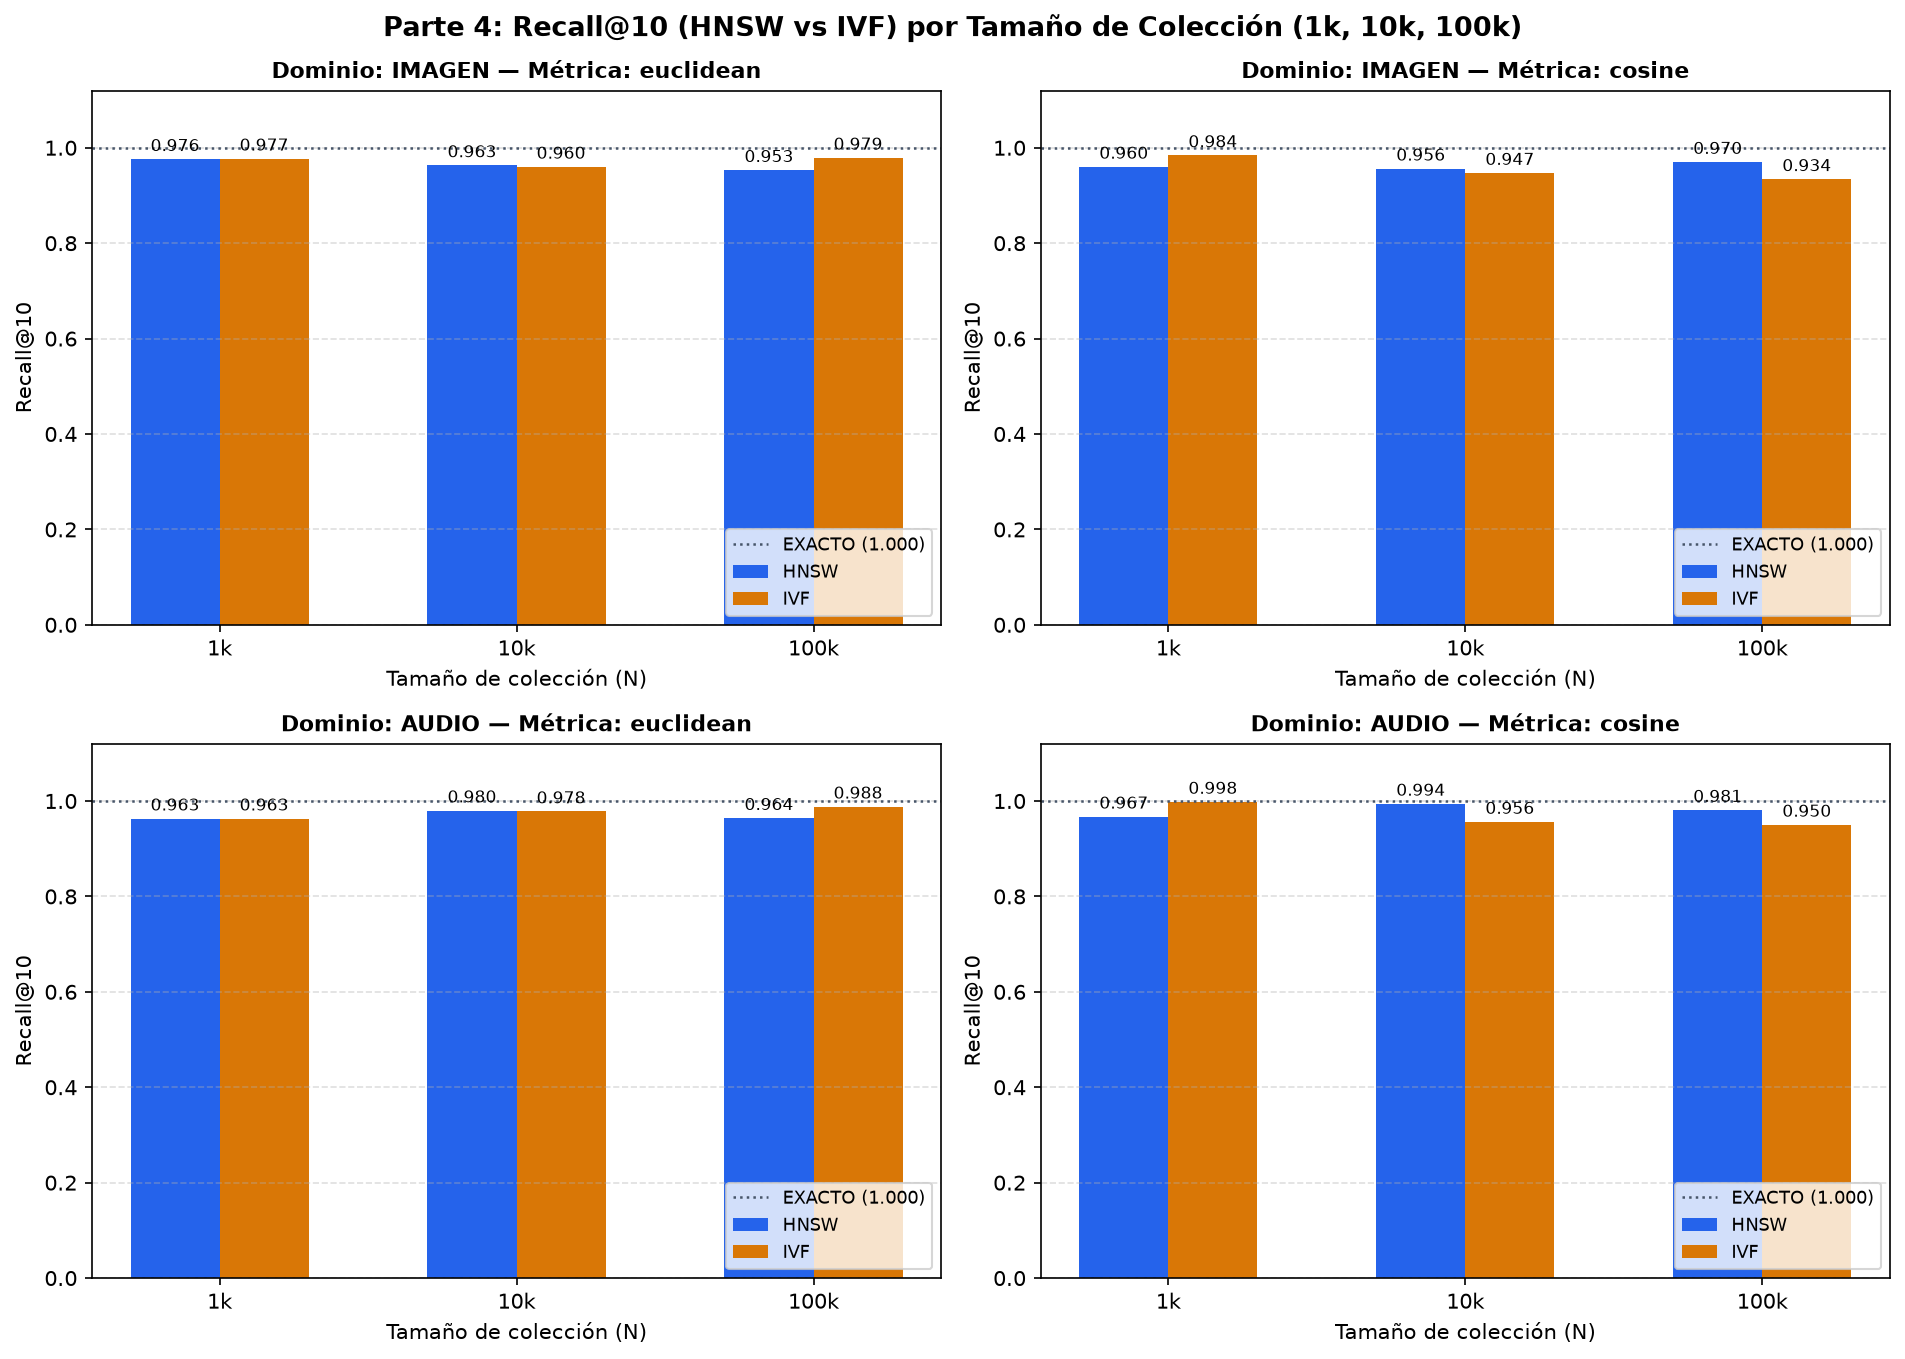 Parte 4: Recall@10 (HNSW vs IVF) por Tamaño de Colección (1k, 10k, 100k)
Dominio: IMAGEN — Métrica: euclidean
Recall@10
1.0
0.8
0.6
0.4
0.2
0.0
0.976 0.977 0.963 0.960 0.953 0.979
EXACTO (1.000)
HNSW
IVF
1k 10k 100k
Tamaño de colección (N)
Dominio: IMAGEN — Métrica: cosine
Recall@10
1.0
0.8
0.6
0.4
0.2
0.0
0.960 0.984 0.956 0.947 0.970 0.934
EXACTO (1.000)
HNSW
IVF
1k 10k 100k
Tamaño de colección (N)
Dominio: AUDIO — Métrica: euclidean
Recall@10
1.0
0.8
0.6
0.4
0.2
0.0
0.963 0.963 0.980 0.978 0.964 0.988
EXACTO (1.000)
HNSW
IVF
1k 10k 100k
Tamaño de colección (N)
Dominio: AUDIO — Métrica: cosine
Recall@10
1.0
0.8
0.6
0.4
0.2
0.0
0.967 0.998 0.994 0.956 0.981 0.950
EXACTO (1.000)
HNSW
IVF
1k 10k 100k
Tamaño de colección (N)